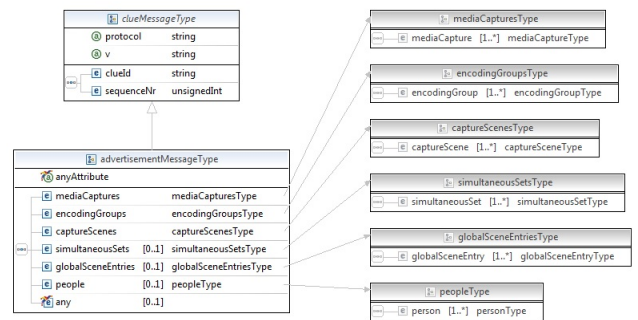 clueMessageType
protocol string
v string
clueId string
sequenceNr unsignedInt
advertisementMessageType
anyAttribute
mediaCaptures mediaCapturesType
encodingGroups encodingGroupsType
captureScenes captureScenesType
simultaneousSets [0..1] simultaneousSetsType
globalSceneEntries [0..1] globalSceneEntriesType
people [0..1] peopleType
any [0..1]
mediaCapturesType
mediaCapture [1..*] mediaCaptureType
encodingGroupsType
encodingGroup [1..*] encodingGroupType
captureScenesType
captureScene [1..*] captureSceneType
simultaneousSetsType
simultaneousSet [1..*] simultaneousSetType
globalSceneEntriesType
globalSceneEntry [1..*] globalSceneEntryType
peopleType
person [1..*] personType